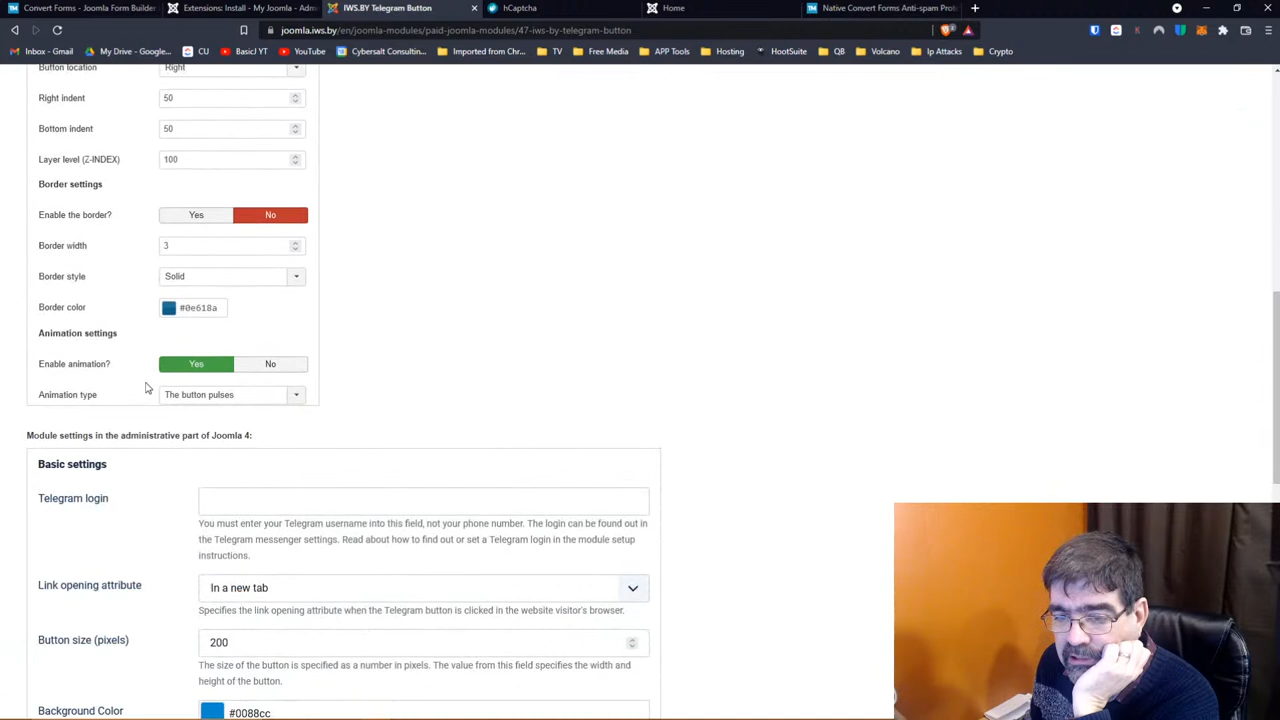 Convert Forms - Joomla Form Builder
Extensions: Install - My Joomla - Adm
IWS.BY Telegram Button
hCaptcha
Home
Native Convert Forms Anti-spam Prot
joomla.iws.by/en/joomla-modules/paid-joomla-modules/47-iws-by-telegram-button
Inbox - Gmail
My Drive - Google...
CU
Basic! YT
YouTube
Cybersalt Consulting...
Imported from Chr...
TV
Free Media
APP Tools
Hosting
HootSuite
QB
Volcano
Ip Attacks
Crypto
Button location
Right
Right indent
50
Bottom indent
50
Layer level (Z-INDEX)
100
Border settings
Enable the border?
Yes
No
Border width
3
Border style
Solid
Border color
#0e618a
Animation settings
Enable animation?
Yes
No
Animation type
The button pulses
Module settings in the administrative part of Joomla 4:
Basic settings
Telegram login
You must enter your Telegram username into this field, not your phone number. The login can be found out in
the Telegram messenger settings. Read about how to find out or set a Telegram login in the module setup
instructions.
Link opening attribute
In a new tab
Specifies the link opening attribute when the Telegram button is clicked in the website visitor's browser.
Button size (pixels)
200
The size of the button is specified as a number in pixels. The value from this field specifies the width and
height of the button.
Background Color
#0088cc